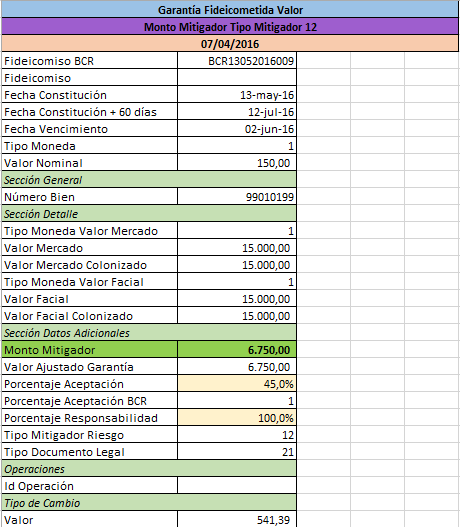 Garantía Fideicometida Valor
Monto Mitigador Tipo Mitigador 12
07/04/2016
Fideicomiso BCR BCR13052016009
Fideicomiso
Fecha Constitución 13-may-16
Fecha Constitución + 60 días 12-jul-16
Fecha Vencimiento 02-jun-16
Tipo Moneda 1
Valor Nominal 150,00
Sección General
Número Bien 99010199
Sección Detalle
Tipo Moneda Valor Mercado 1
Valor Mercado 15.000,00
Valor Mercado Colonizado 15.000,00
Tipo Moneda Valor Facial 1
Valor Facial 15.000,00
Valor Facial Colonizado 15.000,00
Sección Datos Adicionales
Monto Mitigador 6.750,00
Valor Ajustado Garantía 6.750,00
Porcentaje Aceptación 45,0%
Porcentaje Aceptación BCR 1
Porcentaje Responsabilidad 100,0%
Tipo Mitigador Riesgo 12
Tipo Documento Legal 21
Operaciones
Id Operación
Tipo de Cambio
Valor 541,39